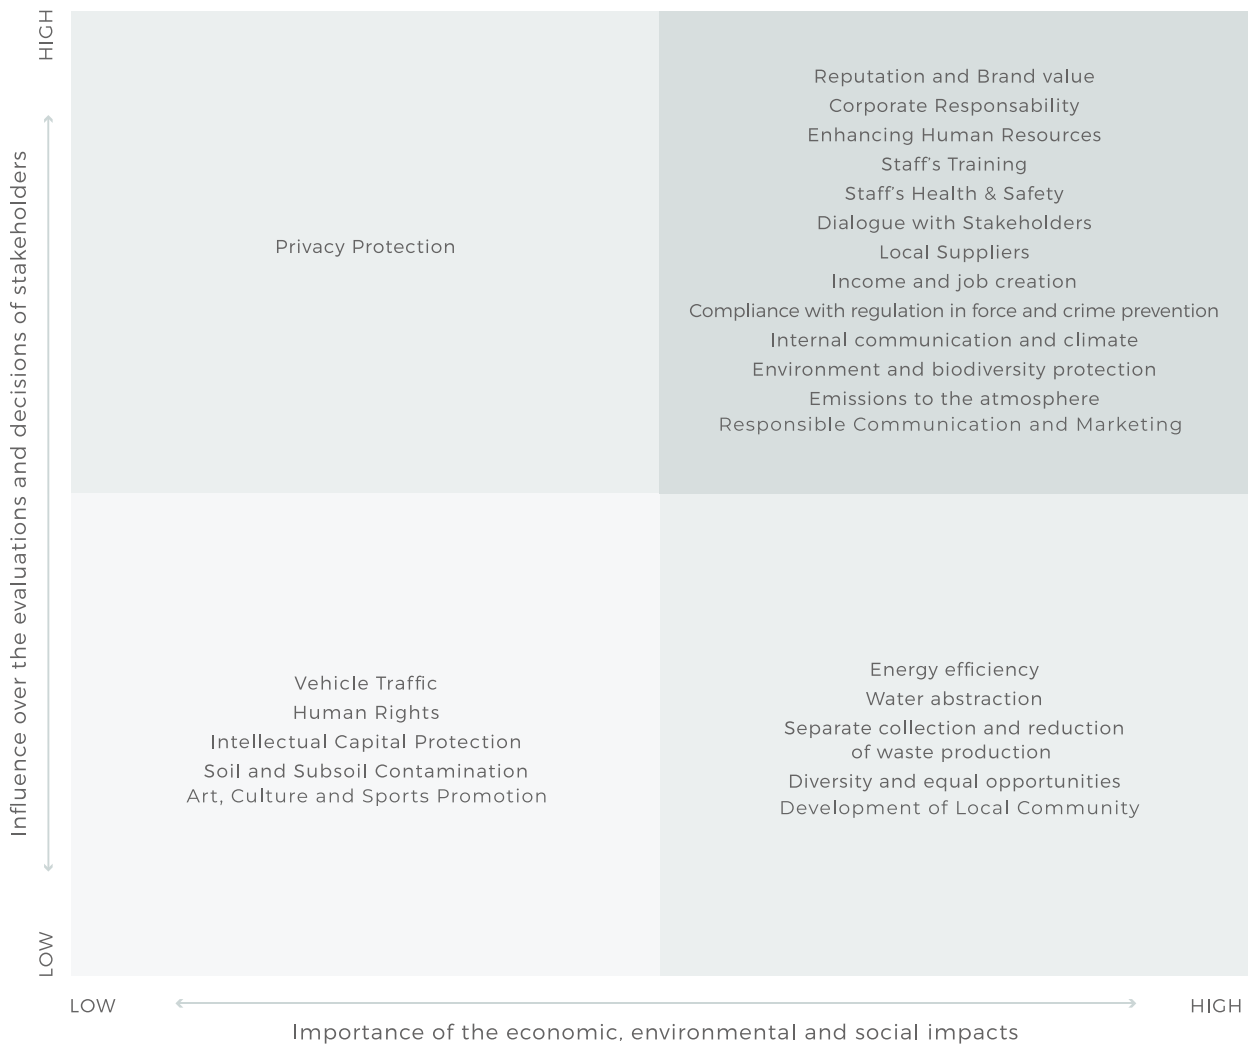 HIGH
Influence over the evaluations and decisions of stakeholders
LOW
Privacy Protection
Reputation and Brand value
Corporate Responsability
Enhancing Human Resources
Staff's Training
Staff's Health & Safety
Dialogue with Stakeholders
Local Suppliers
Income and job creation
Compliance with regulation in force and crime prevention
Internal communication and climate
Environment and biodiversity protection
Emissions to the atmosphere
Responsible Communication and Marketing
Vehicle Traffic
Human Rights
Intellectual Capital Protection
Soil and Subsoil Contamination
Art, Culture and Sports Promotion
Energy efficiency
Water abstraction
Separate collection and reduction
of waste production
Diversity and equal opportunities
Development of Local Community
LOW
HIGH
Importance of the economic, environmental and social impacts